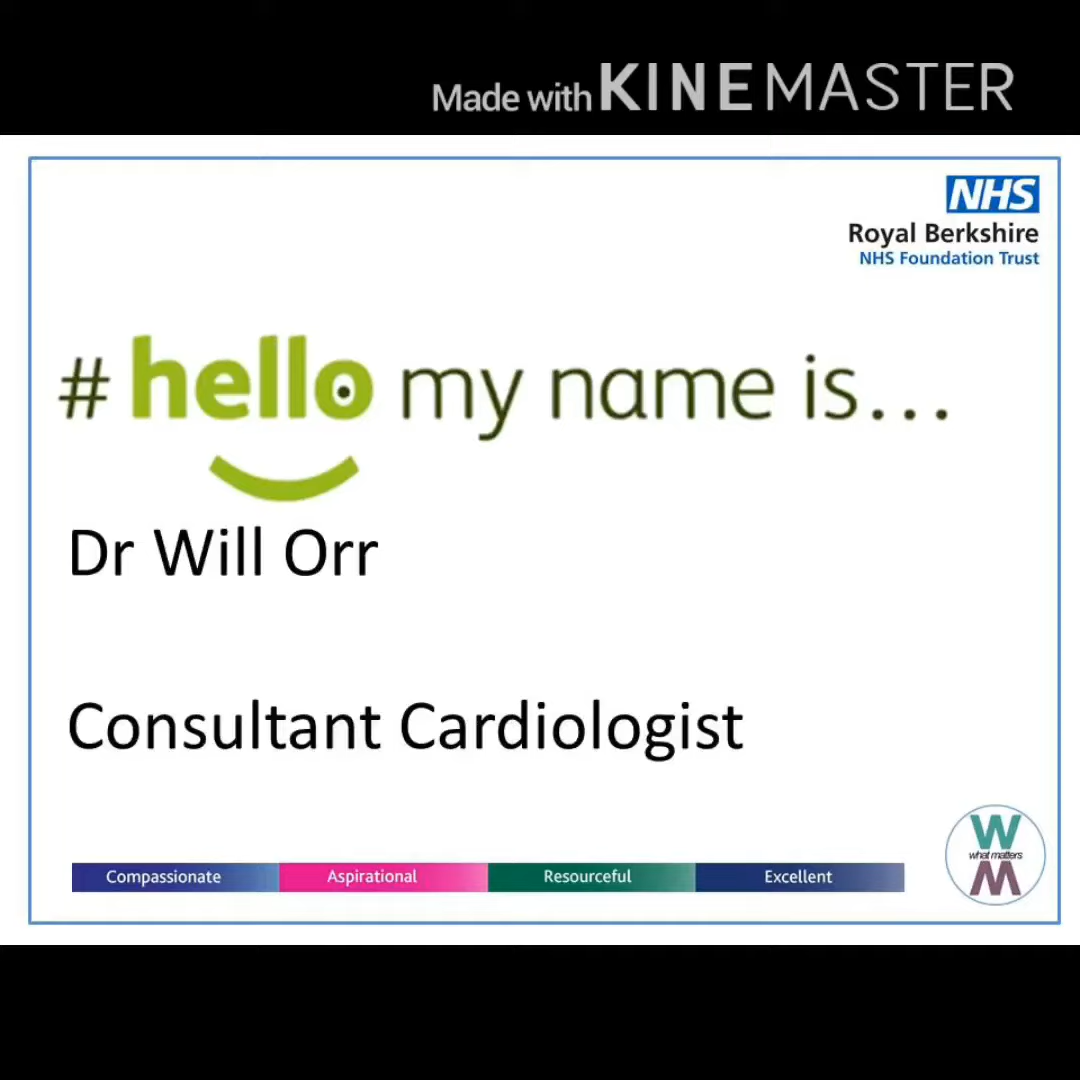 Made with KINEMASTER
NHS
Royal Berkshire
NHS Foundation Trust
#hello my name is...
Dr Will Orr
Consultant Cardiologist
W
what matters
M
Compassionate Aspirational Resourceful Excellent